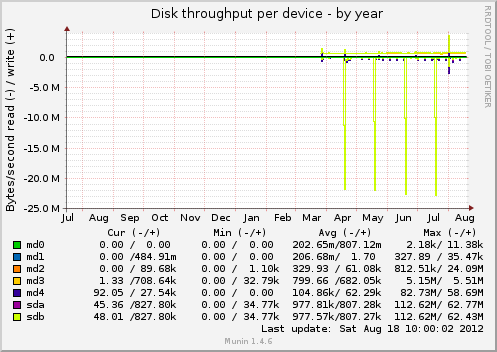 Disk throughput per device - by year
RRDTOOL / TOBI OETIKER
Bytes/second read (-) / write (+)
0.0
-5.0 M
-10.0 M
-15.0 M
-20.0 M
-25.0 M
Jul Aug Sep Oct Nov Dec Jan Feb Mar Apr May Jun Jul Aug
Cur (-/+) Min (-/+) Avg (-/+) Max (-/+)
md0 0.00 / 0.00 0.00 / 0.00 202.65m/807.12m 2.18k/ 11.38k
md1 0.00 /484.91m 0.00 / 0.00 206.68m/ 1.70 327.89 / 35.47k
md2 0.00 / 89.68k 0.00 / 1.10k 329.93 / 61.08k 812.51k/ 24.09M
md3 1.33 /708.64k 0.00 / 32.79k 799.66 /682.05k 5.15M/ 5.51M
md4 92.05 / 27.54k 0.00 / 0.00 104.86k/ 62.29k 82.73M/ 58.69M
sda 45.36 /827.80k 0.00 / 34.77k 977.81k/807.28k 112.62M/ 62.77M
sdb 48.01 /827.80k 0.00 / 34.77k 977.57k/807.27k 112.62M/ 62.43M
Last update: Sat Aug 18 10:00:02 2012
Munin 1.4.6